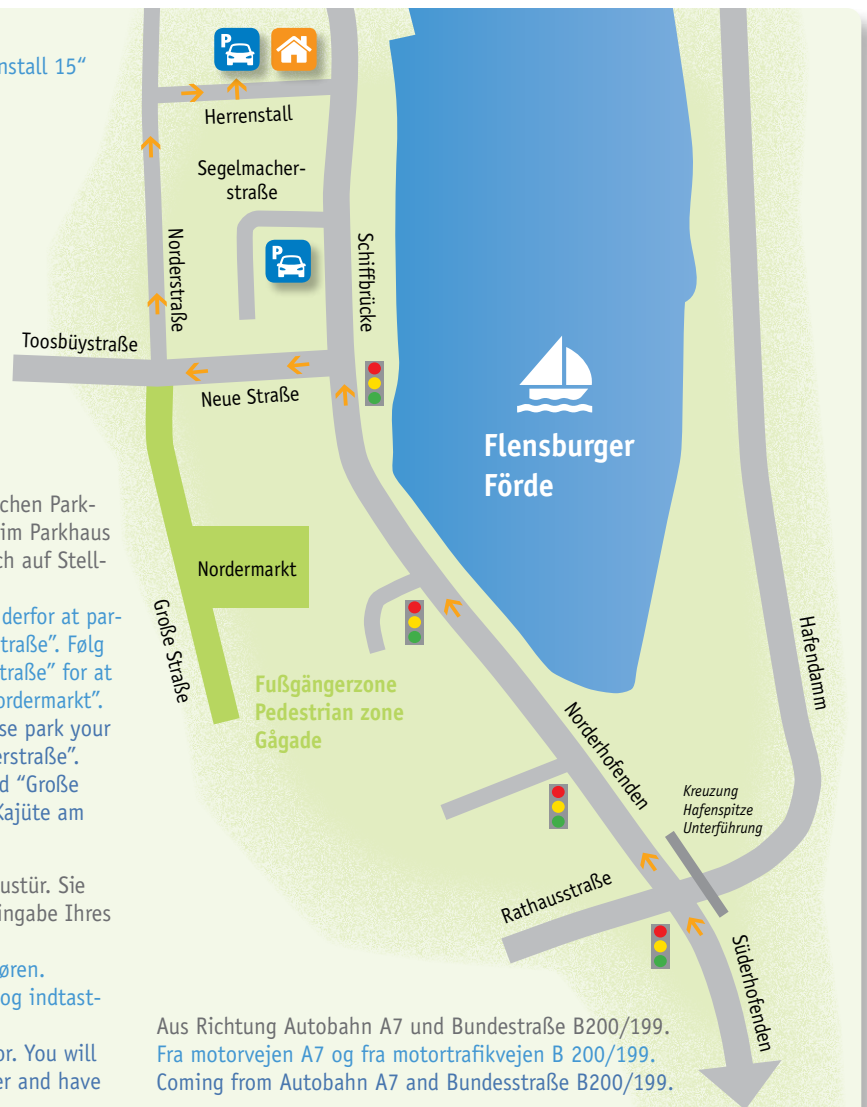 nstall 15“
P
Herrenstall
Segelmacher-
straße
P
Norderstraße
Schiffbrücke
Toosbüystraße
Neue Straße
Flensburger
Förde
chen Park-
im Parkhaus
ch auf Stell-
derfor at par-
traße”. Følg
traße” for at
ordermarkt”.
se park your
erstraße”.
d “Große
Kajüte am
Nordermarkt
Große Straße
Fußgängerzone
Pedestrian zone
Gågade
Hafendamm
Norderhofenden
Kreuzung
Hafenspitze
Unterführung
Rathausstraße
Süderhofenden
ustür. Sie
ingabe Ihres
øren.
og indtast-
or. You will
er and have
Aus Richtung Autobahn A7 und Bundestraße B200/199.
Fra motorvejen A7 og fra motortrafikvejen B 200/199.
Coming from Autobahn A7 and Bundesstraße B200/199.